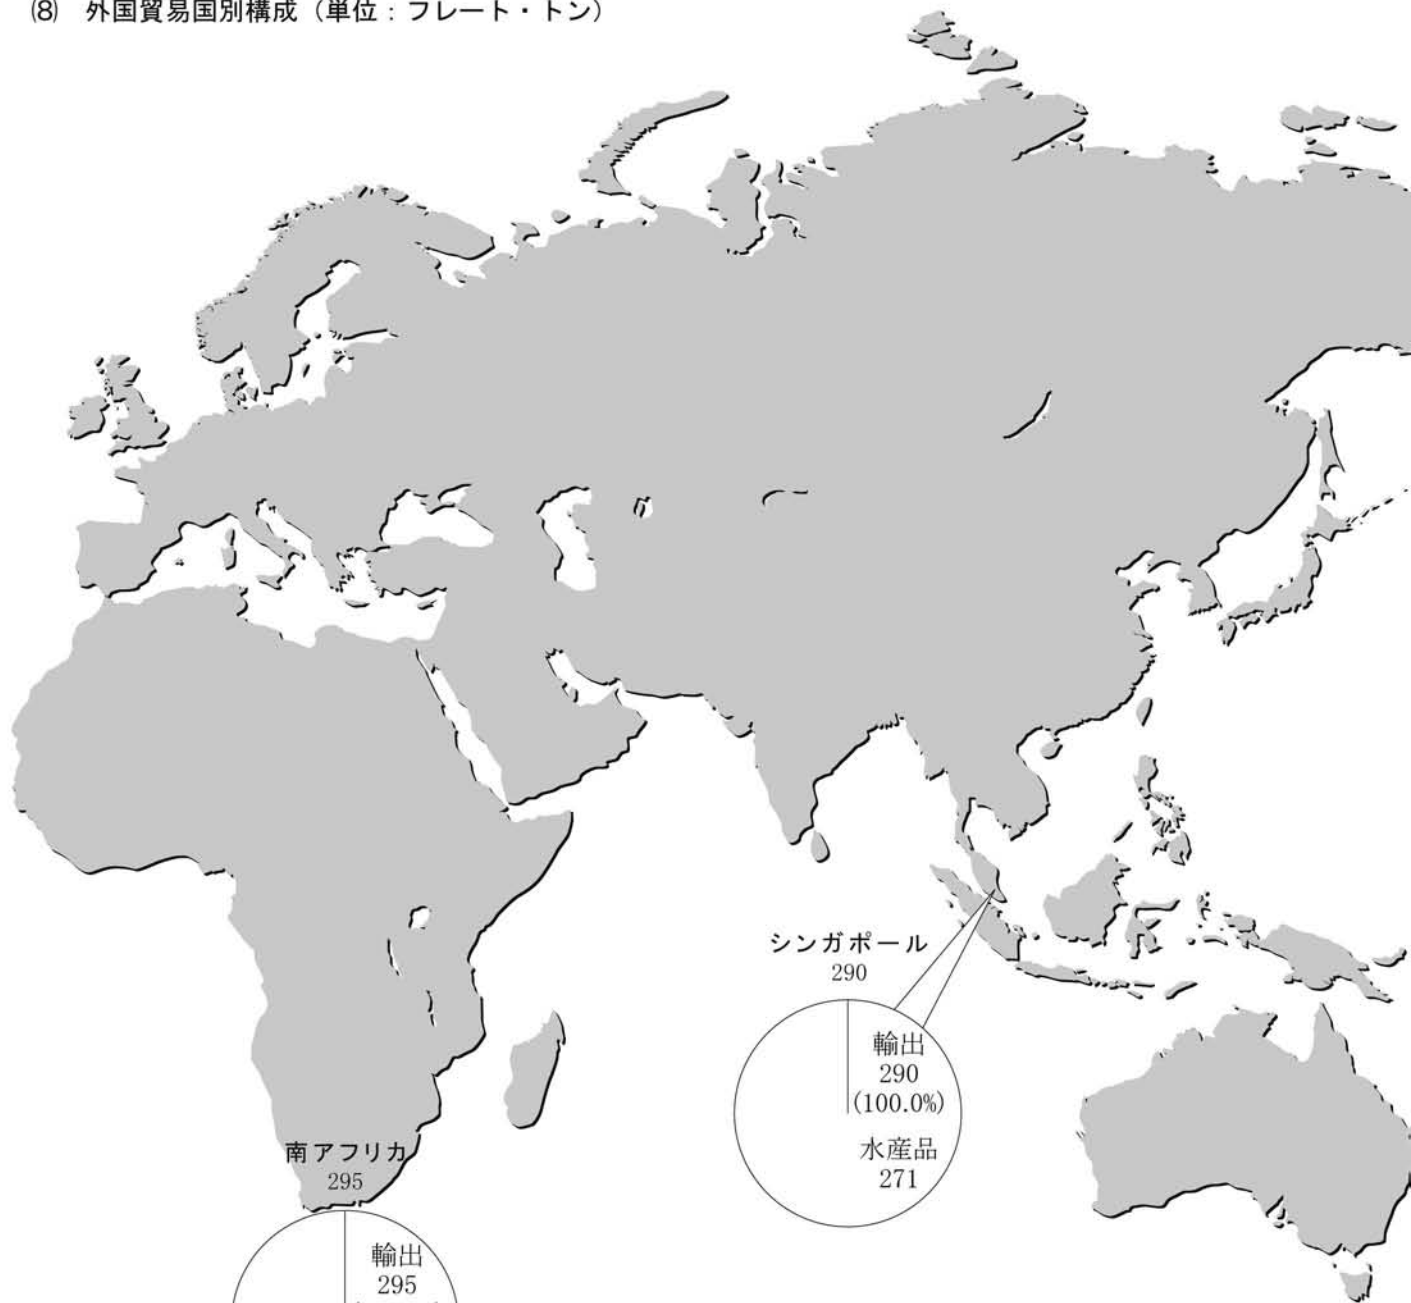 ⑻ 外国貿易国別構成（単位：フレート・トン）
シンガポール
290
輸出
290
(100.0%)
水産品
271
南アフリカ
295
輸出
295